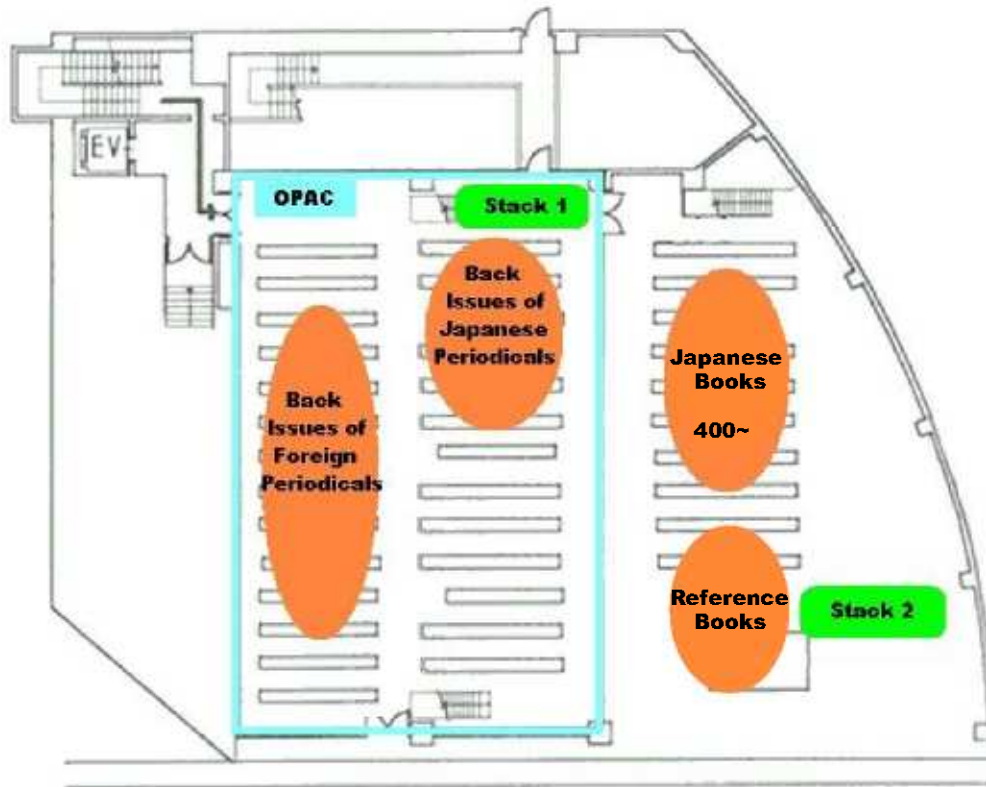 EV
OPAC
Stack 1
Back
Issues of
Japanese
Periodicals
Back
Issues of
Foreign
Periodicals
Japanese
Books
400~
Reference
Books
Stack 2